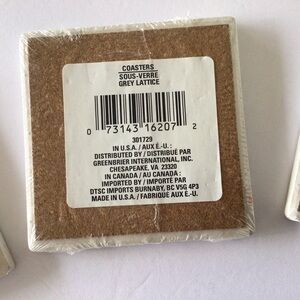 COASTERS
SOUS-VERRE
GREY LATTICE
0 73143 16207 2
301729
IN U.S.A. / AUX É.-U. :
DISTRIBUTED BY / DISTRIBUÉ PAR
GREENBRIER INTERNATIONAL, INC.
CHESAPEAKE, VA 23320
IN CANADA / AU CANADA :
IMPORTED BY / IMPORTÉ PAR
DTSC IMPORTS BURNABY, BC V5G 4P3
MADE IN U.S.A. / FABRIQUE AUX É.-U.